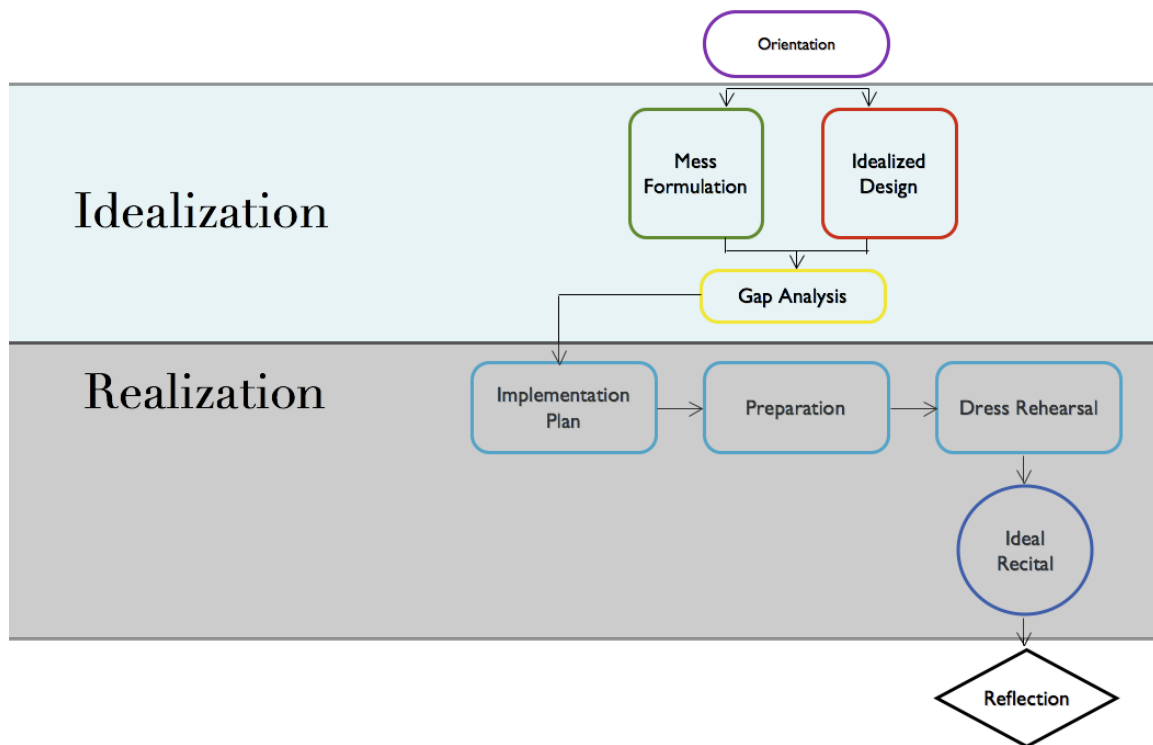 Orientation
Mess
Formulation
Idealized
Design
Idealization
Gap Analysis
Realization
Implementation
Plan
Preparation
Dress Rehearsal
Ideal
Recital
Reflection